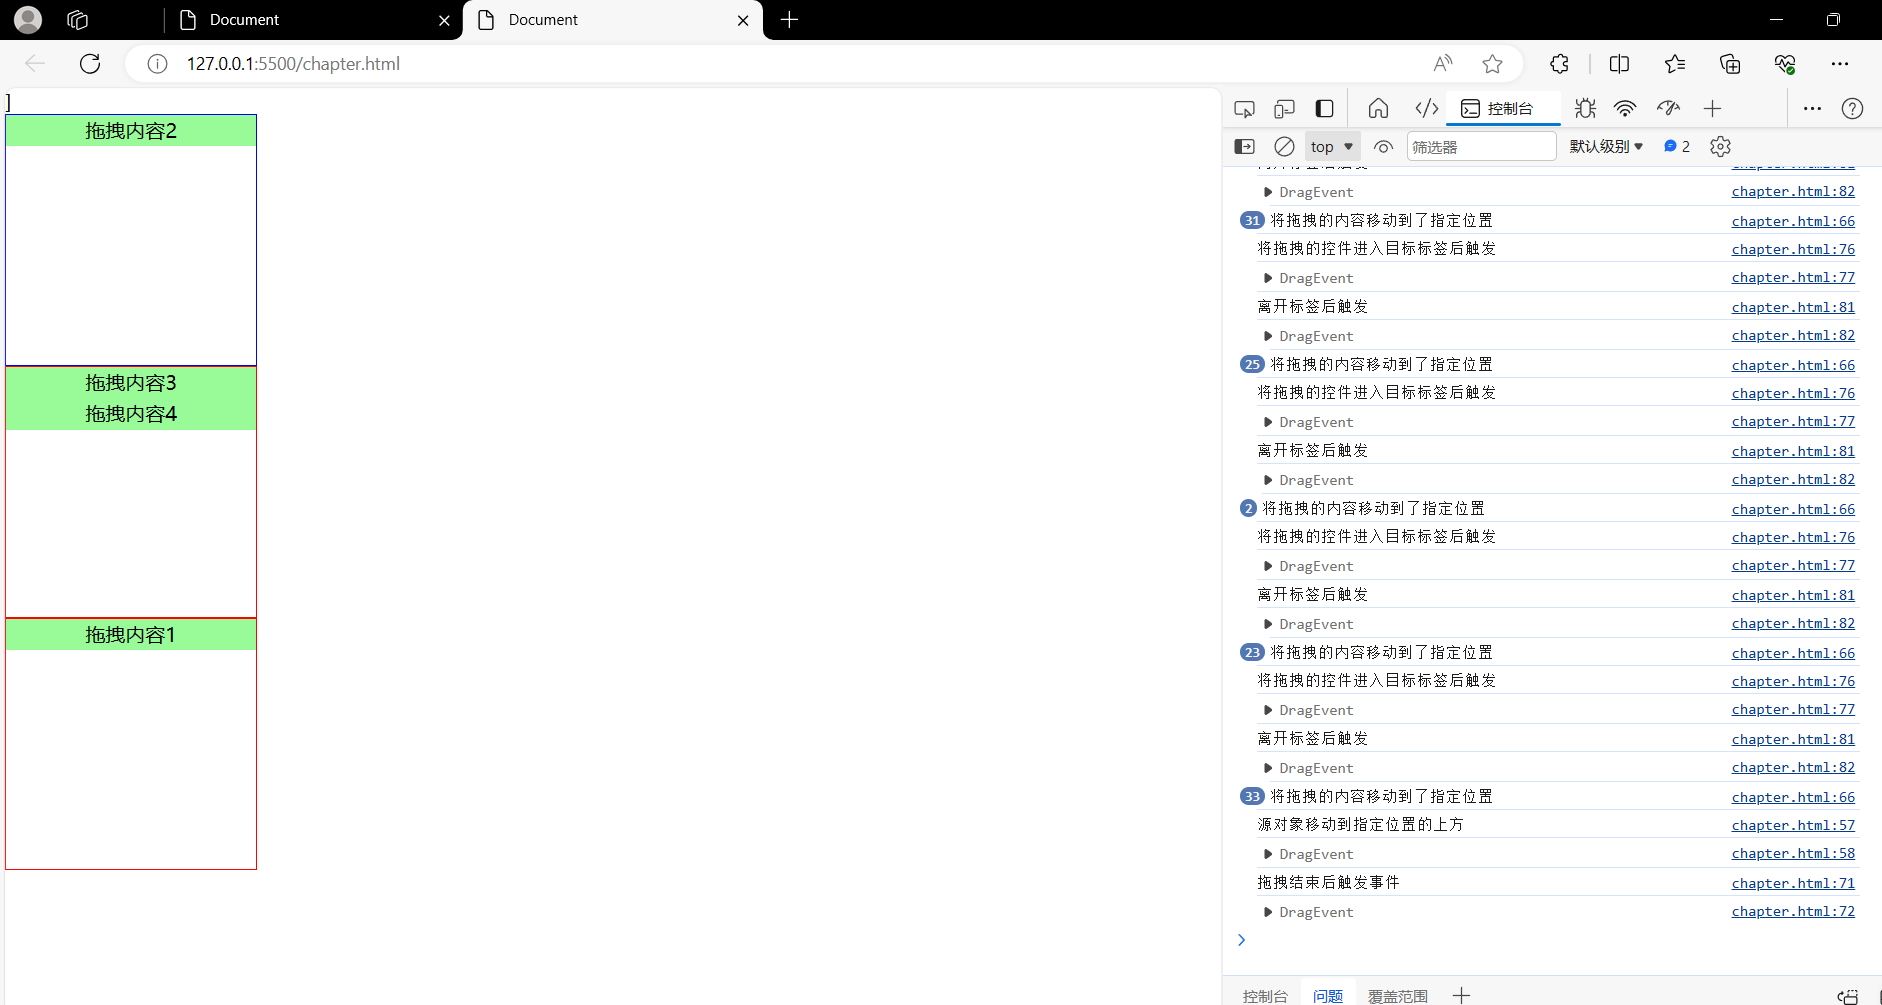 Document
Document
127.0.0.1:5500/chapter.html
]
拖拽内容2
拖拽内容3
拖拽内容4
拖拽内容1
控制台
top
筛选器
默认级别
2
DragEvent chapter.html:82
31 将拖拽的内容移动到了指定位置 chapter.html:66
将拖拽的控件进入目标标签后触发 chapter.html:76
DragEvent chapter.html:77
离开标签后触发 chapter.html:81
DragEvent chapter.html:82
25 将拖拽的内容移动到了指定位置 chapter.html:66
将拖拽的控件进入目标标签后触发 chapter.html:76
DragEvent chapter.html:77
离开标签后触发 chapter.html:81
DragEvent chapter.html:82
2 将拖拽的内容移动到了指定位置 chapter.html:66
将拖拽的控件进入目标标签后触发 chapter.html:76
DragEvent chapter.html:77
离开标签后触发 chapter.html:81
DragEvent chapter.html:82
23 将拖拽的内容移动到了指定位置 chapter.html:66
将拖拽的控件进入目标标签后触发 chapter.html:76
DragEvent chapter.html:77
离开标签后触发 chapter.html:81
DragEvent chapter.html:82
33 将拖拽的内容移动到了指定位置 chapter.html:66
源对象移动到指定位置的上方 chapter.html:57
DragEvent chapter.html:58
拖拽结束后触发事件 chapter.html:71
DragEvent chapter.html:72
控制台 问题 覆盖范围